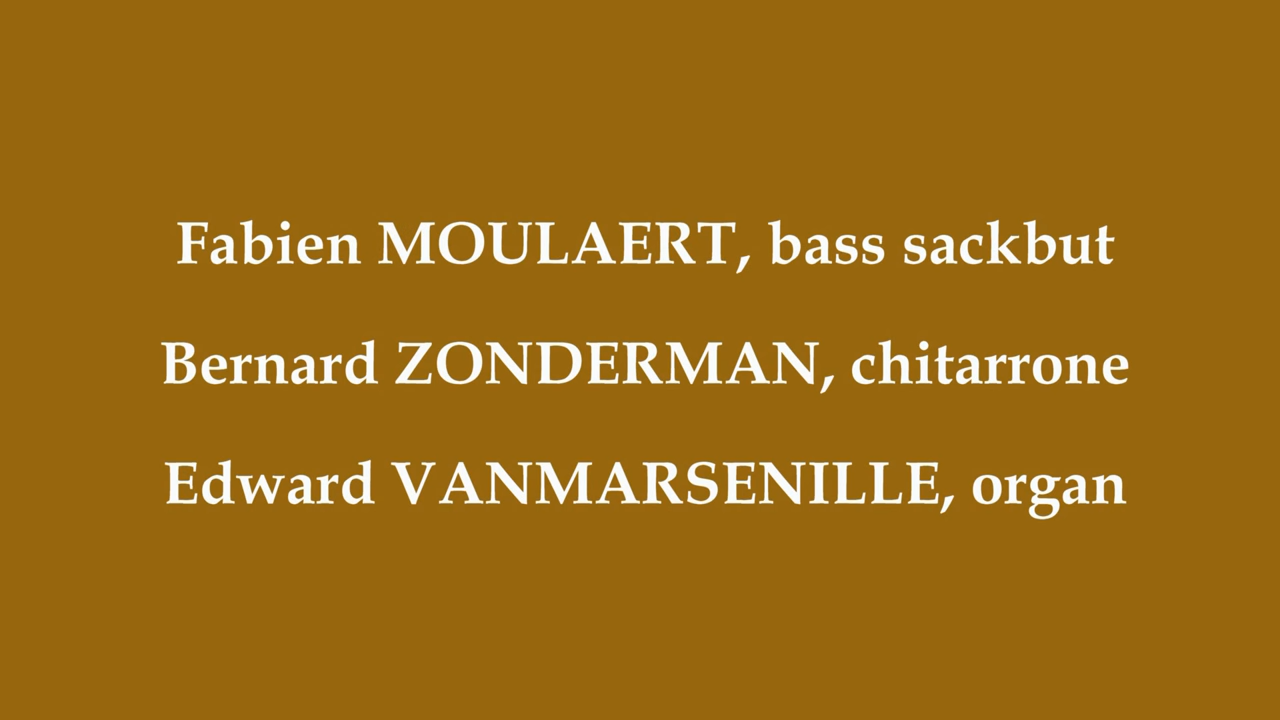 Fabien MOULAERT, bass sackbut
Bernard ZONDERMAN, chitarrone
Edward VANMARSENILLE, organ